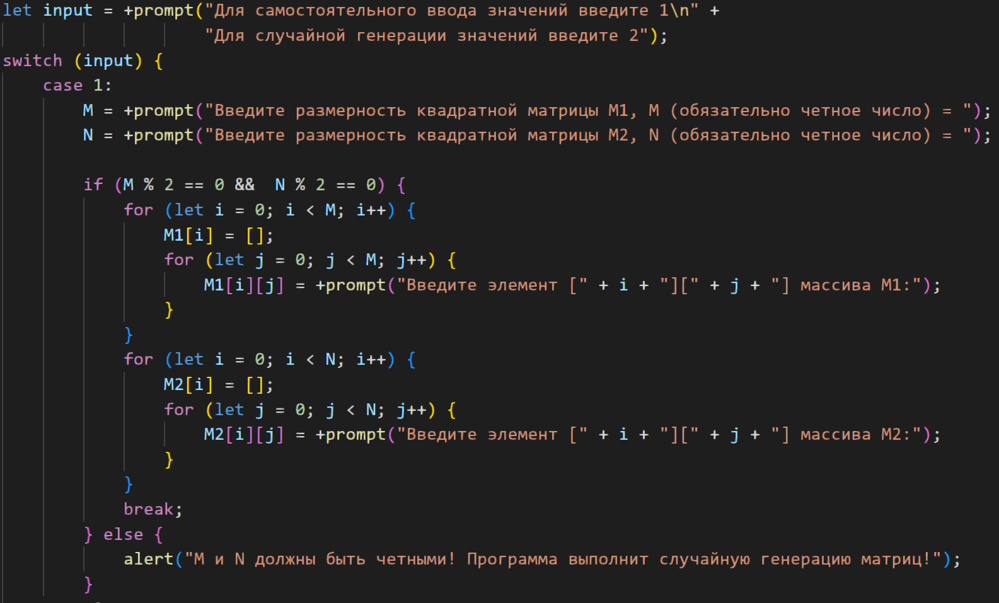 let input = +prompt("Для самостоятельного ввода значений введите 1\n" +
"Для случайной генерации значений введите 2");
switch (input) {
case 1:
M = +prompt("Введите размерность квадратной матрицы M1, M (обязательно четное число) = ");
N = +prompt("Введите размерность квадратной матрицы M2, N (обязательно четное число) = ");
if (M % 2 == 0 &&  N % 2 == 0) {
for (let i = 0; i < M; i++) {
M1[i] = [];
for (let j = 0; j < M; j++) {
M1[i][j] = +prompt("Введите элемент [" + i + "][" + j + "] массива M1:");
}
}
for (let i = 0; i < N; i++) {
M2[i] = [];
for (let j = 0; j < N; j++) {
M2[i][j] = +prompt("Введите элемент [" + i + "][" + j + "] массива M2:");
}
}
break;
} else {
alert("M и N должны быть четными! Программа выполнит случайную генерацию матриц!");
}